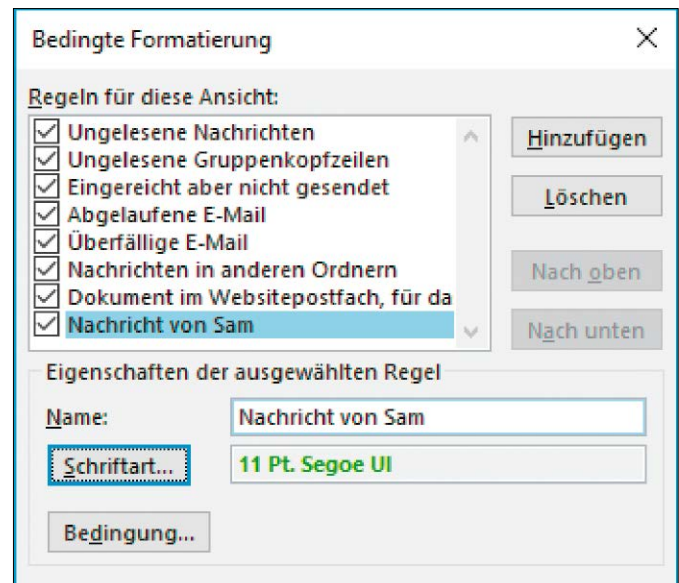 Bedingte Formatierung
Regeln für diese Ansicht:
Ungelesene Nachrichten
Ungelesene Gruppenkopfzeilen
Eingereicht aber nicht gesendet
Abgelaufene E-Mail
Überfällige E-Mail
Nachrichten in anderen Ordnern
Dokument im Websitepostfach, für da
Nachricht von Sam
Hinzufügen
Löschen
Nach oben
Nach unten
Eigenschaften der ausgewählten Regel
Name: Nachricht von Sam
Schriftart... 11 Pt. Segoe UI
Bedingung...